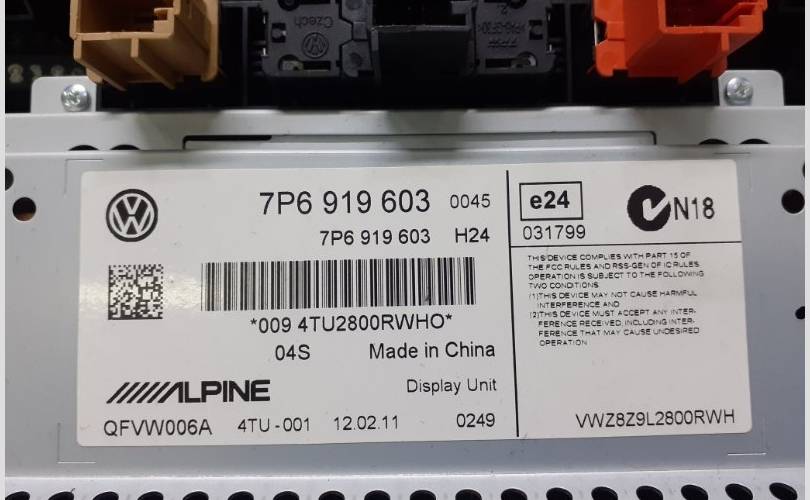 Czech
7P6 919 603 0045
7P6 919 603 H24
*009 4TU2800RWHO*
04S Made in China
ALPINE Display Unit
QFVW006A 4TU-001 12.02.11 0249
e24 N18
031799
THIS DEVICE COMPLIES WITH PART 15 OF
THE FCC RULES AND RSS-GEN OF IC RULES.
OPERATION IS SUBJECT TO THE FOLLOWING
TWO CONDITIONS
(1)THIS DEVICE MAY NOT CAUSE HARMFUL
INTERFERENCE AND
(2)THIS DEVICE MUST ACCEPT ANY INTER-
FERENCE RECEIVED, INCLUDING INTER-
FERENCE THAT MAY CAUSE UNDESIRED
OPERATION
VWZ8Z9L2800RWH